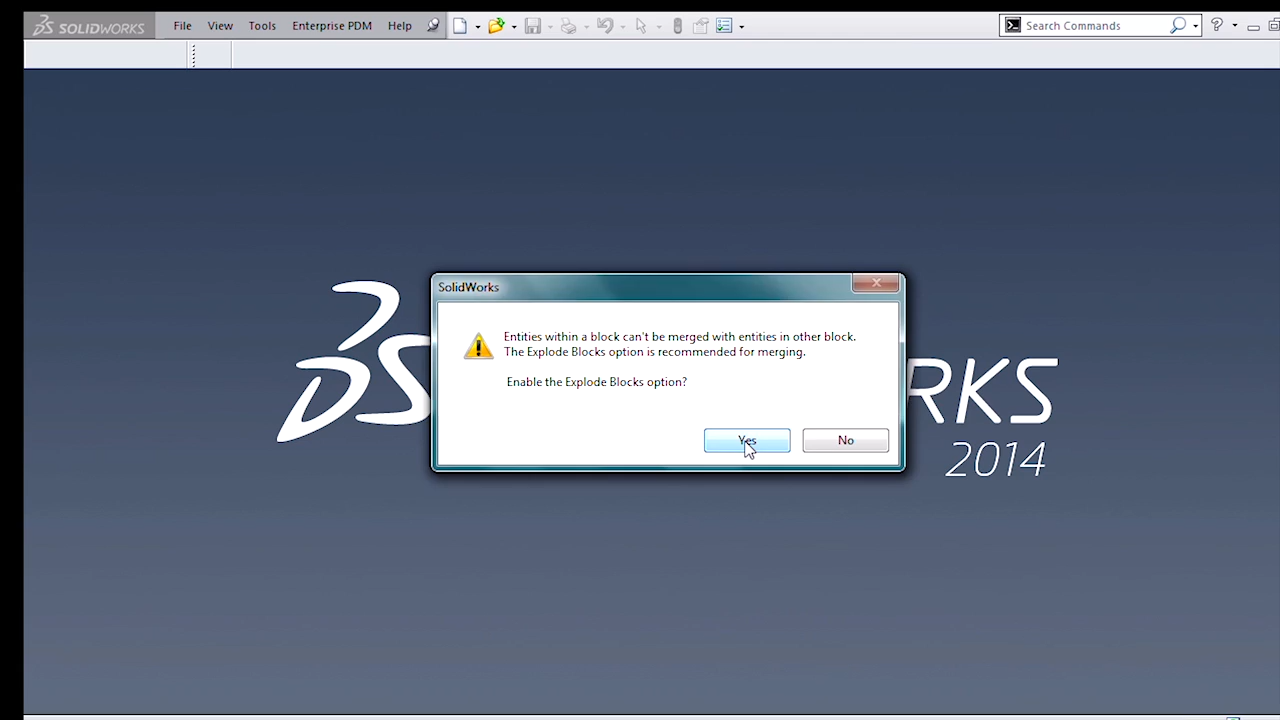 SOLIDWORKS File View Tools Enterprise PDM Help Search Commands
SolidWorks
Entities within a block can't be merged with entities in other block.
The Explode Blocks option is recommended for merging.
Enable the Explode Blocks option?
Yes No
RKS
2014